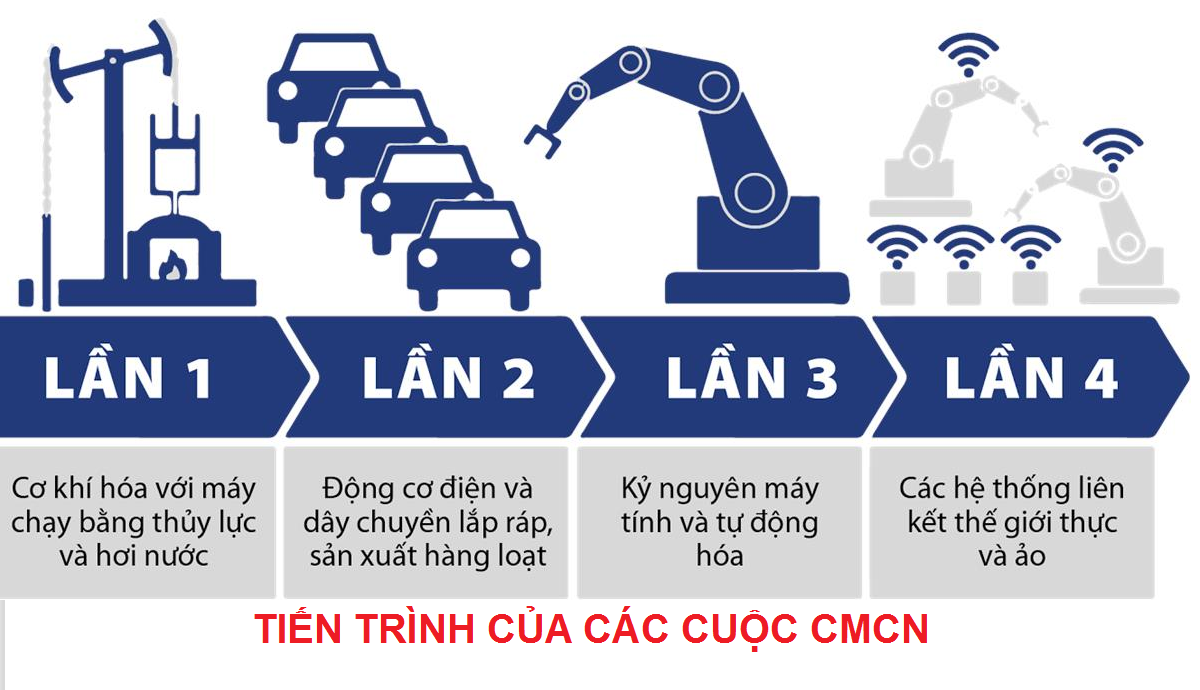 LẦN 1
LẦN 2
LẦN 3
LẦN 4
Cơ khí hóa với máy
chạy bằng thủy lực
và hơi nước
Động cơ điện và
dây chuyền lắp ráp,
sản xuất hàng loạt
Kỷ nguyên máy
tính và tự động
hóa
Các hệ thống liên
kết thế giới thực
và ảo
TIẾN TRÌNH CỦA CÁC CUỘC CMCN